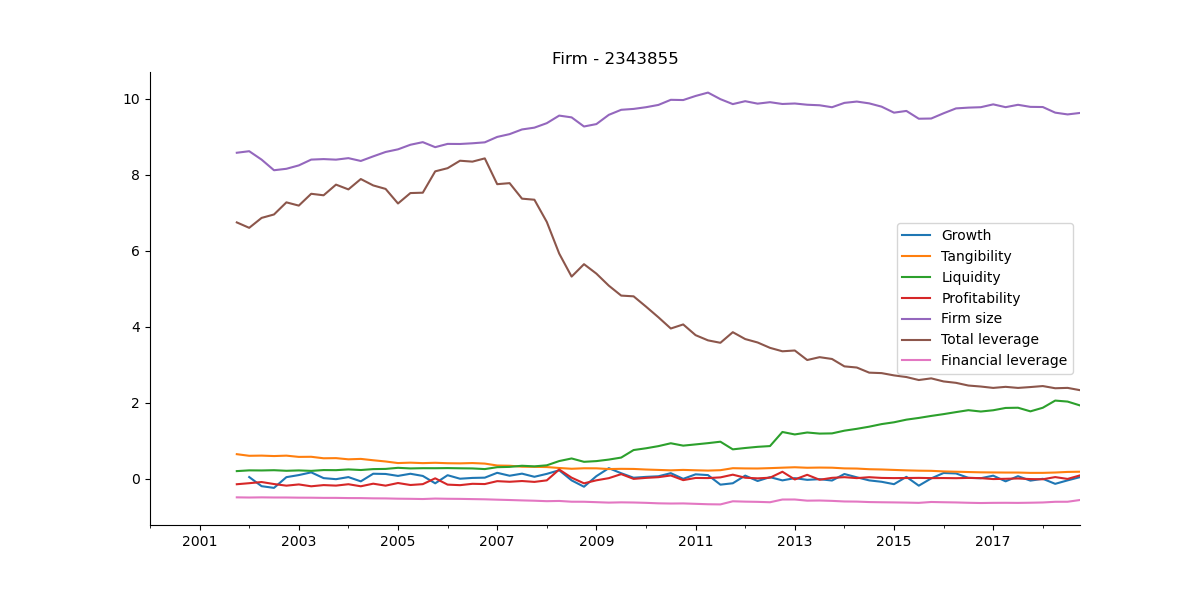 Firm - 2343855
10
8
6
4
2
0
Growth
Tangibility
Liquidity
Profitability
Firm size
Total leverage
Financial leverage
2001 2003 2005 2007 2009 2011 2013 2015 2017